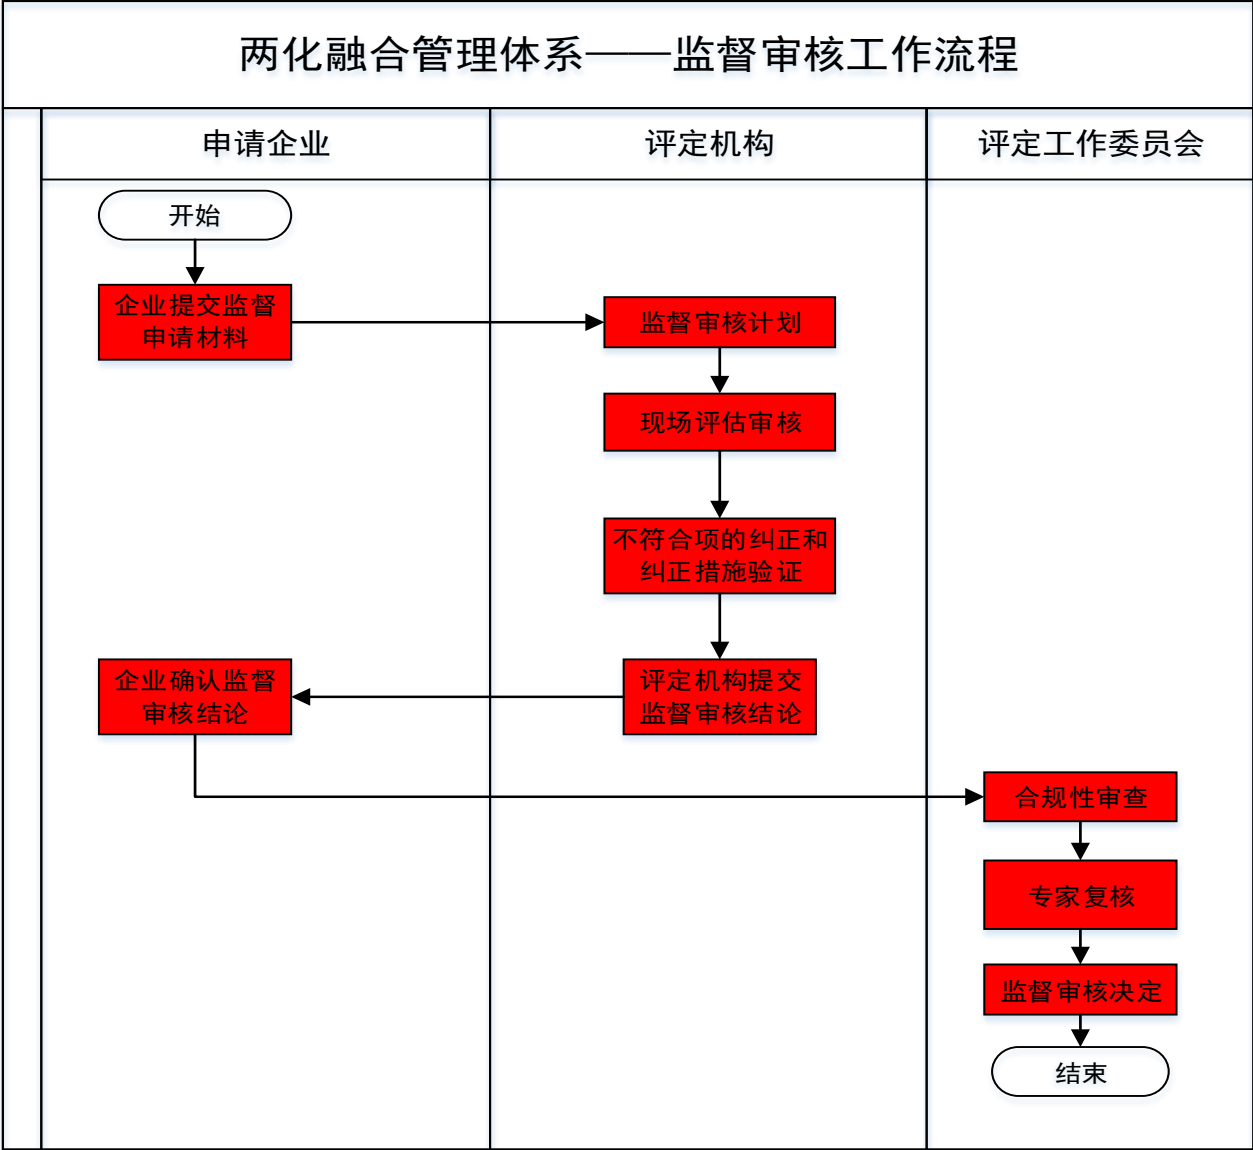 两化融合管理体系——监督审核工作流程
申请企业
评定机构
评定工作委员会
开始
企业提交监督
申请材料
监督审核计划
现场评估审核
不符合项的纠正和
纠正措施验证
企业确认监督
审核结论
评定机构提交
监督审核结论
合规性审查
专家复核
监督审核决定
结束